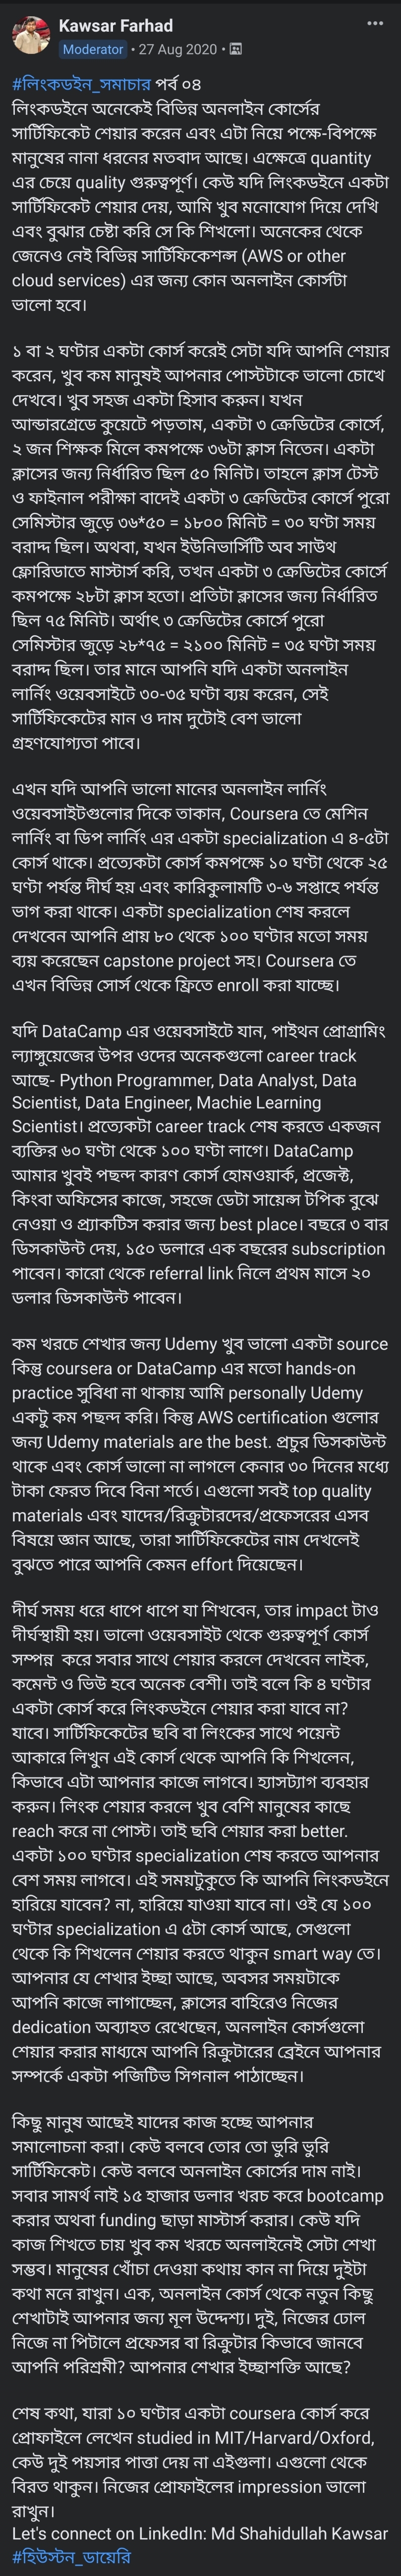 Kawsar Farhad
Moderator • 27 Aug 2020 •
#লিংকডইন_সমাচার পর্ব ০৪
লিংকডইনে অনেকেই বিভিন্ন অনলাইন কোর্সের
সার্টিফিকেট শেয়ার করেন এবং এটা নিয়ে পক্ষে-বিপক্ষে
মানুষের নানা ধরনের মতবাদ আছে। এক্ষেত্রে quantity
এর চেয়ে quality গুরুত্বপূর্ণ। কেউ যদি লিংকডইনে একটা
সার্টিফিকেট শেয়ার দেয়, আমি খুব মনোযোগ দিয়ে দেখি
এবং বুঝার চেষ্টা করি সে কি শিখলো। অনেকের থেকে
জেনেও নেই বিভিন্ন সার্টিফিকেশন্স (AWS or other
cloud services) এর জন্য কোন অনলাইন কোর্সটা
ভালো হবে।
১ বা ২ ঘণ্টার একটা কোর্স করেই সেটা যদি আপনি শেয়ার
করেন, খুব কম মানুষই আপনার পোস্টটাকে ভালো চোখে
দেখবে। খুব সহজ একটা হিসাব করুন। যখন
আন্ডারগ্রেডে কুয়েটে পড়তাম, একটা ৩ ক্রেডিটের কোর্সে,
২ জন শিক্ষক মিলে কমপক্ষে ৩৬টা ক্লাস নিতেন। একটা
ক্লাসের জন্য নির্ধারিত ছিল ৫০ মিনিট। তাহলে ক্লাস টেস্ট
ও ফাইনাল পরীক্ষা বাদেই একটা ৩ ক্রেডিটের কোর্সে পুরো
সেমিস্টার জুড়ে ৩৬*৫০ = ১৮০০ মিনিট = ৩০ ঘণ্টা সময়
বরাদ্দ ছিল। অথবা, যখন ইউনিভার্সিটি অব সাউথ
ফ্লোরিডাতে মাস্টার্স করি, তখন একটা ৩ ক্রেডিটের কোর্সে
কমপক্ষে ২৮টা ক্লাস হতো। প্রতিটা ক্লাসের জন্য নির্ধারিত
ছিল ৭৫ মিনিট। অর্থাৎ ৩ ক্রেডিটের কোর্সে পুরো
সেমিস্টার জুড়ে ২৮*৭৫ = ২১০০ মিনিট = ৩৫ ঘণ্টা সময়
বরাদ্দ ছিল। তার মানে আপনি যদি একটা অনলাইন
লার্নিং ওয়েবসাইটে ৩০-৩৫ ঘণ্টা ব্যয় করেন, সেই
সার্টিফিকেটের মান ও দাম দুটোই বেশ ভালো
গ্রহণযোগ্যতা পাবে।
এখন যদি আপনি ভালো মানের অনলাইন লার্নিং
ওয়েবসাইটগুলোর দিকে তাকান, Coursera তে মেশিন
লার্নিং বা ডিপ লার্নিং এর একটা specialization এ ৪-৫টা
কোর্স থাকে। প্রত্যেকটা কোর্স কমপক্ষে ১০ ঘণ্টা থেকে ২৫
ঘণ্টা পর্যন্ত দীর্ঘ হয় এবং কারিকুলামটি ৩-৬ সপ্তাহে পর্যন্ত
ভাগ করা থাকে। একটা specialization শেষ করলে
দেখবেন আপনি প্রায় ৮০ থেকে ১০০ ঘণ্টার মতো সময়
ব্যয় করেছেন capstone project সহ। Coursera তে
এখন বিভিন্ন সোর্স থেকে ফ্রিতে enroll করা যাচ্ছে।
যদি DataCamp এর ওয়েবসাইটে যান, পাইথন প্রোগ্রামিং
ল্যাঙ্গুয়েজের উপর ওদের অনেকগুলো career track
আছে- Python Programmer, Data Analyst, Data
Scientist, Data Engineer, Machie Learning
Scientist। প্রত্যেকটা career track শেষ করতে একজন
ব্যক্তির ৬০ ঘণ্টা থেকে ১০০ ঘণ্টা লাগে। DataCamp
আমার খুবই পছন্দ কারণ কোর্স হোমওয়ার্ক, প্রজেক্ট,
কিংবা অফিসের কাজে, সহজে ডেটা সায়েন্স টপিক বুঝে
নেওয়া ও প্র্যাকটিস করার জন্য best place। বছরে ৩ বার
ডিসকাউন্ট দেয়, ১৫০ ডলারে এক বছরের subscription
পাবেন। কারো থেকে referral link নিলে প্রথম মাসে ২০
ডলার ডিসকাউন্ট পাবেন।
কম খরচে শেখার জন্য Udemy খুব ভালো একটা source
কিন্তু coursera or DataCamp এর মতো hands-on
practice সুবিধা না থাকায় আমি personally Udemy
একটু কম পছন্দ করি। কিন্তু AWS certification গুলোর
জন্য Udemy materials are the best. প্রচুর ডিসকাউন্ট
থাকে এবং কোর্স ভালো না লাগলে কেনার ৩০ দিনের মধ্যে
টাকা ফেরত দিবে বিনা শর্তে। এগুলো সবই top quality
materials এবং যাদের/রিক্রুটারদের/প্রফেসরের এসব
বিষয়ে জ্ঞান আছে, তারা সার্টিফিকেটের নাম দেখলেই
বুঝতে পারে আপনি কেমন effort দিয়েছেন।
দীর্ঘ সময় ধরে ধাপে ধাপে যা শিখবেন, তার impact টাও
দীর্ঘস্থায়ী হয়। ভালো ওয়েবসাইট থেকে গুরুত্বপূর্ণ কোর্স
সম্পন্ন  করে সবার সাথে শেয়ার করলে দেখবেন লাইক,
কমেন্ট ও ভিউ হবে অনেক বেশী। তাই বলে কি ৪ ঘণ্টার
একটা কোর্স করে লিংকডইনে শেয়ার করা যাবে না?
যাবে। সার্টিফিকেটের ছবি বা লিংকের সাথে পয়েন্ট
আকারে লিখুন এই কোর্স থেকে আপনি কি শিখলেন,
কিভাবে এটা আপনার কাজে লাগবে। হ্যাসট্যাগ ব্যবহার
করুন। লিংক শেয়ার করলে খুব বেশি মানুষের কাছে
reach করে না পোস্ট। তাই ছবি শেয়ার করা better.
একটা ১০০ ঘণ্টার specialization শেষ করতে আপনার
বেশ সময় লাগবে। এই সময়টুকুতে কি আপনি লিংকডইনে
হারিয়ে যাবেন? না, হারিয়ে যাওয়া যাবে না। ওই যে ১০০
ঘণ্টার specialization এ ৫টা কোর্স আছে, সেগুলো
থেকে কি শিখলেন শেয়ার করতে থাকুন smart way তে।
আপনার যে শেখার ইচ্ছা আছে, অবসর সময়টাকে
আপনি কাজে লাগাচ্ছেন, ক্লাসের বাহিরেও নিজের
dedication অব্যাহত রেখেছেন, অনলাইন কোর্সগুলো
শেয়ার করার মাধ্যমে আপনি রিক্রুটারের ব্রেইনে আপনার
সম্পর্কে একটা পজিটিভ সিগনাল পাঠাচ্ছেন।
কিছু মানুষ আছেই যাদের কাজ হচ্ছে আপনার
সমালোচনা করা। কেউ বলবে তোর তো ভুরি ভুরি
সার্টিফিকেট। কেউ বলবে অনলাইন কোর্সের দাম নাই।
সবার সামর্থ নাই ১৫ হাজার ডলার খরচ করে bootcamp
করার অথবা funding ছাড়া মাস্টার্স করার। কেউ যদি
কাজ শিখতে চায় খুব কম খরচে অনলাইনেই সেটা শেখা
সম্ভব। মানুষের খোঁচা দেওয়া কথায় কান না দিয়ে দুইটা
কথা মনে রাখুন। এক, অনলাইন কোর্স থেকে নতুন কিছু
শেখাটাই আপনার জন্য মূল উদ্দেশ্য। দুই, নিজের ঢোল
নিজে না পিটালে প্রফেসর বা রিক্রুটার কিভাবে জানবে
আপনি পরিশ্রমী? আপনার শেখার ইচ্ছাশক্তি আছে?
শেষ কথা, যারা ১০ ঘণ্টার একটা coursera কোর্স করে
প্রোফাইলে লেখেন studied in MIT/Harvard/Oxford,
কেউ দুই পয়সার পাত্তা দেয় না এইগুলা। এগুলো থেকে
বিরত থাকুন। নিজের প্রোফাইলের impression ভালো
রাখুন।
Let's connect on LinkedIn: Md Shahidullah Kawsar
#হিউস্টন_ডায়েরি